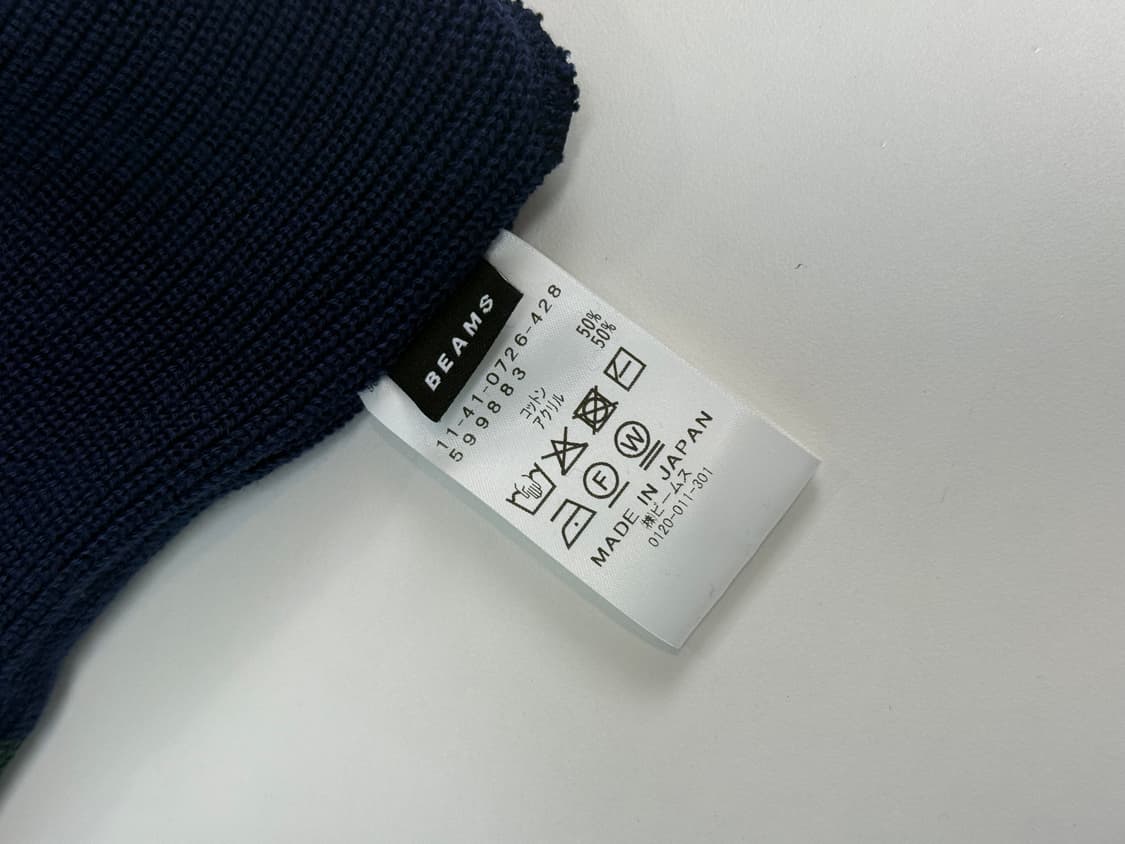 BEAMS
11-41-0726-428
599883
コットン 50%
アクリル 50%
F
W
MADE IN JAPAN
㈱ビームス
0120-011-301